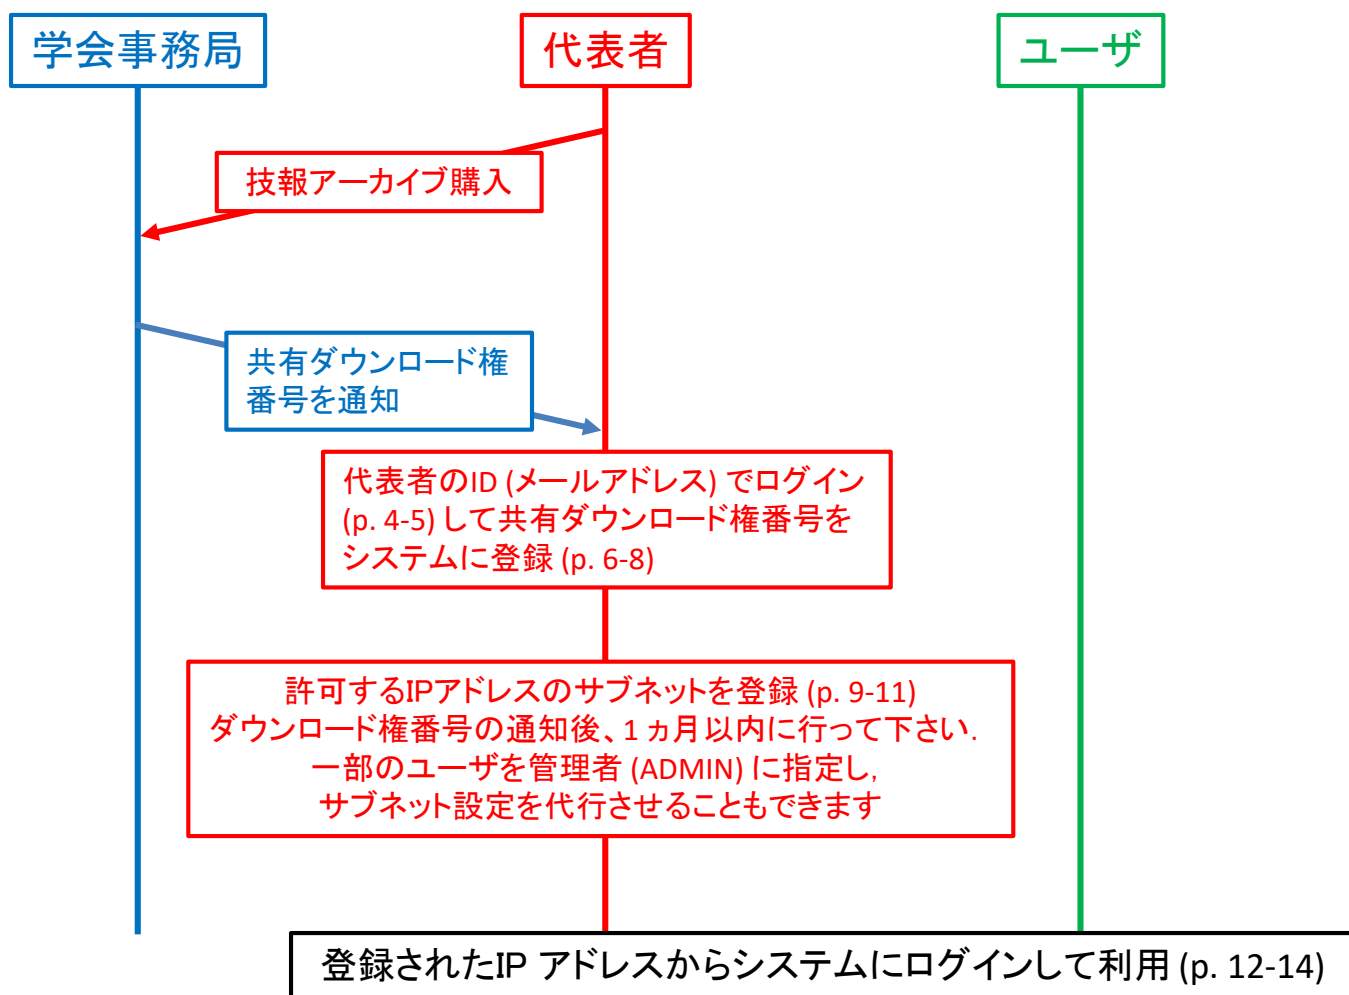 学会事務局
代表者
ユーザ
技報アーカイブ購入
共有ダウンロード権
番号を通知
代表者のID (メールアドレス) でログイン
(p. 4-5) して共有ダウンロード権番号を
システムに登録 (p. 6-8)
許可するIPアドレスのサブネットを登録 (p. 9-11)
ダウンロード権番号の通知後、1ヵ月以内に行って下さい.
一部のユーザを管理者 (ADMIN) に指定し,
サブネット設定を代行させることもできます
登録されたIP アドレスからシステムにログインして利用 (p. 12-14)